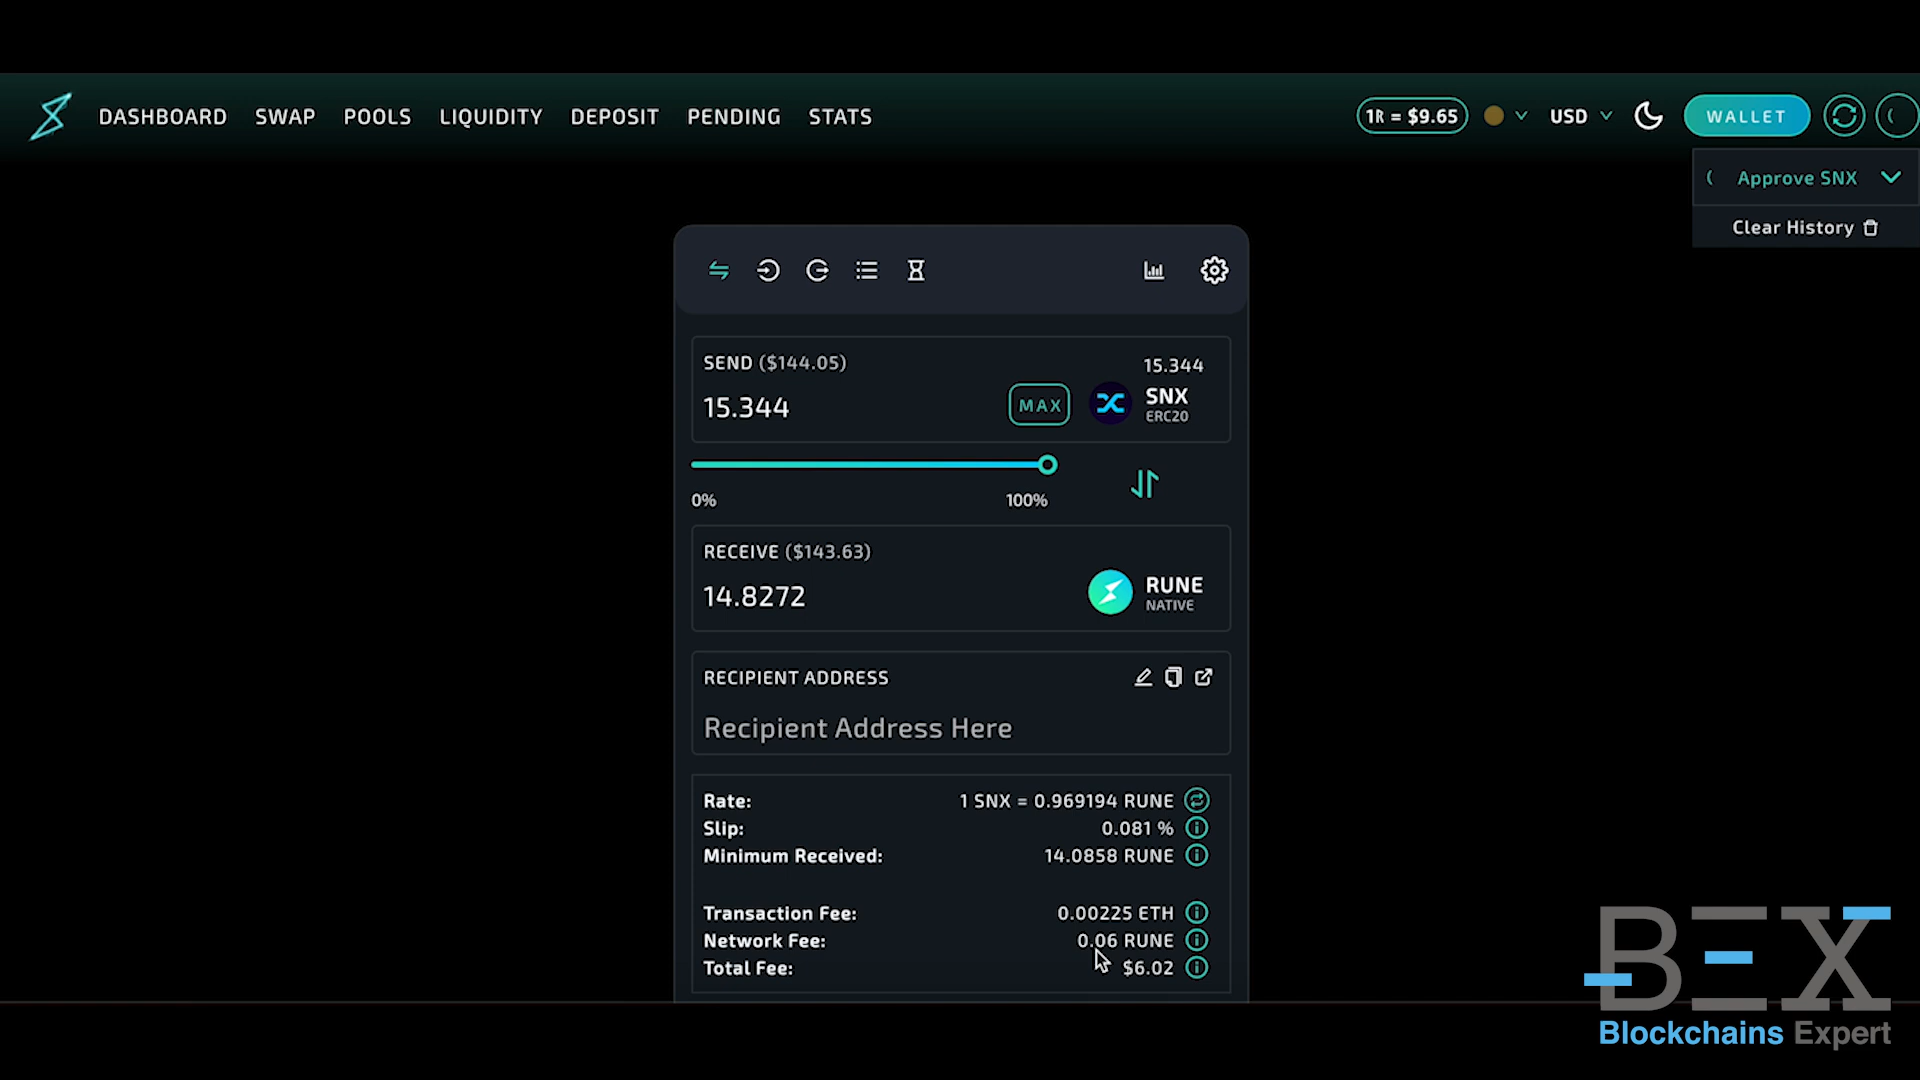 DASHBOARD SWAP POOLS LIQUIDITY DEPOSIT PENDING STATS
1R = $9.65 USD WALLET
Approve SNX
Clear History
SEND ($144.05) 15.344
15.344 MAX SNX
ERC20
0% 100%
RECEIVE ($143.63)
14.8272 RUNE
NATIVE
RECIPIENT ADDRESS
Recipient Address Here
Rate: 1 SNX = 0.969194 RUNE
Slip: 0.081 %
Minimum Received: 14.0858 RUNE
Transaction Fee: 0.00225 ETH
Network Fee: 0.06 RUNE
Total Fee: $6.02
BEX
Blockchains Expert